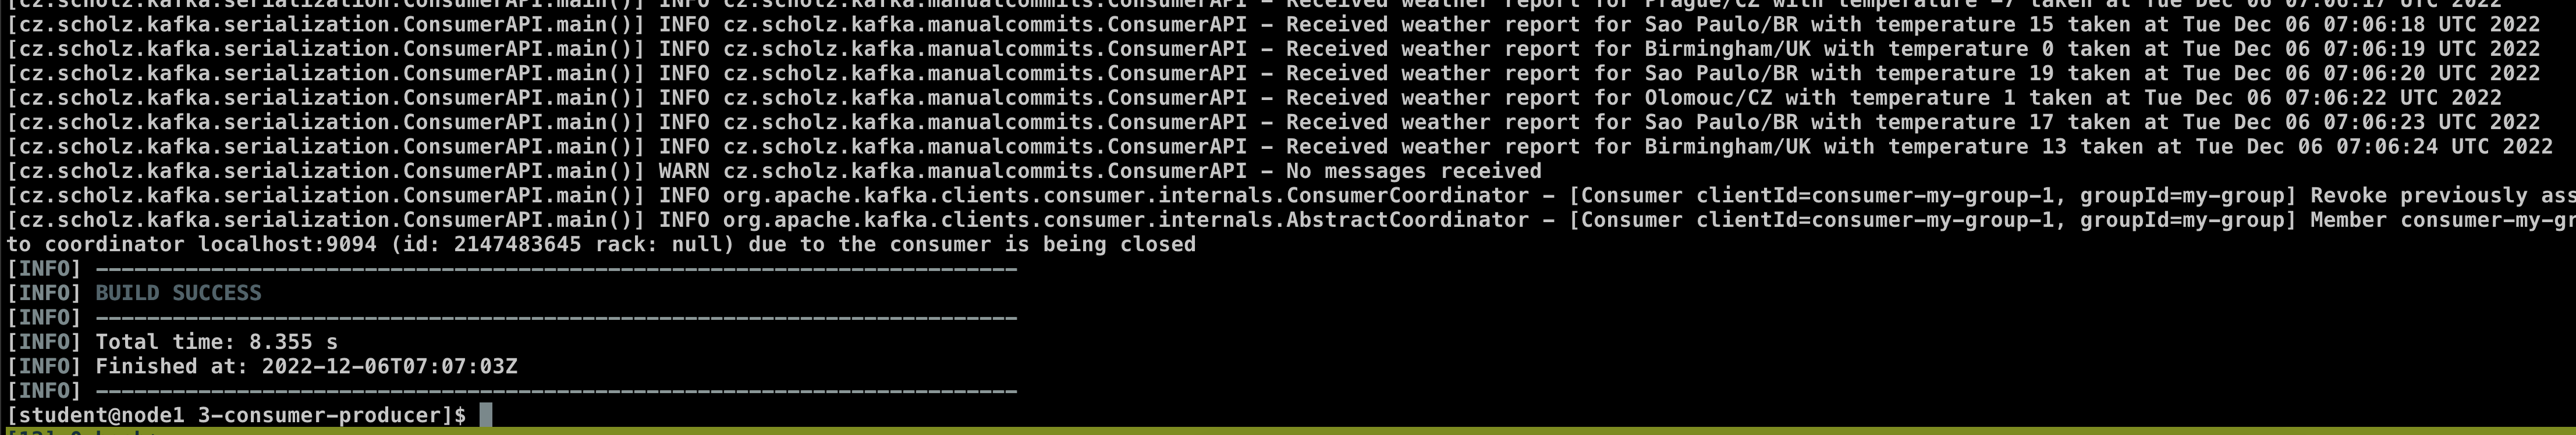 [cz.scholz.kafka.serialization.ConsumerAPI.main()] INFO cz.scholz.kafka.manualcommits.ConsumerAPI - Received weather report for Prague/CZ with temperature -7 taken at Tue Dec 06 07:06:17 UTC 2022
[cz.scholz.kafka.serialization.ConsumerAPI.main()] INFO cz.scholz.kafka.manualcommits.ConsumerAPI - Received weather report for Sao Paulo/BR with temperature 15 taken at Tue Dec 06 07:06:18 UTC 2022
[cz.scholz.kafka.serialization.ConsumerAPI.main()] INFO cz.scholz.kafka.manualcommits.ConsumerAPI - Received weather report for Birmingham/UK with temperature 0 taken at Tue Dec 06 07:06:19 UTC 2022
[cz.scholz.kafka.serialization.ConsumerAPI.main()] INFO cz.scholz.kafka.manualcommits.ConsumerAPI - Received weather report for Sao Paulo/BR with temperature 19 taken at Tue Dec 06 07:06:20 UTC 2022
[cz.scholz.kafka.serialization.ConsumerAPI.main()] INFO cz.scholz.kafka.manualcommits.ConsumerAPI - Received weather report for Olomouc/CZ with temperature 1 taken at Tue Dec 06 07:06:22 UTC 2022
[cz.scholz.kafka.serialization.ConsumerAPI.main()] INFO cz.scholz.kafka.manualcommits.ConsumerAPI - Received weather report for Sao Paulo/BR with temperature 17 taken at Tue Dec 06 07:06:23 UTC 2022
[cz.scholz.kafka.serialization.ConsumerAPI.main()] INFO cz.scholz.kafka.manualcommits.ConsumerAPI - Received weather report for Birmingham/UK with temperature 13 taken at Tue Dec 06 07:06:24 UTC 2022
[cz.scholz.kafka.serialization.ConsumerAPI.main()] WARN cz.scholz.kafka.manualcommits.ConsumerAPI - No messages received
[cz.scholz.kafka.serialization.ConsumerAPI.main()] INFO org.apache.kafka.clients.consumer.internals.ConsumerCoordinator - [Consumer clientId=consumer-my-group-1, groupId=my-group] Revoke previously ass
[cz.scholz.kafka.serialization.ConsumerAPI.main()] INFO org.apache.kafka.clients.consumer.internals.AbstractCoordinator - [Consumer clientId=consumer-my-group-1, groupId=my-group] Member consumer-my-gr
to coordinator localhost:9094 (id: 2147483645 rack: null) due to the consumer is being closed
[INFO] ------------------------------------------------------------------------
[INFO] BUILD SUCCESS
[INFO] ------------------------------------------------------------------------
[INFO] Total time: 8.355 s
[INFO] Finished at: 2022-12-06T07:07:03Z
[INFO] ------------------------------------------------------------------------
[student@node1 3-consumer-producer]$